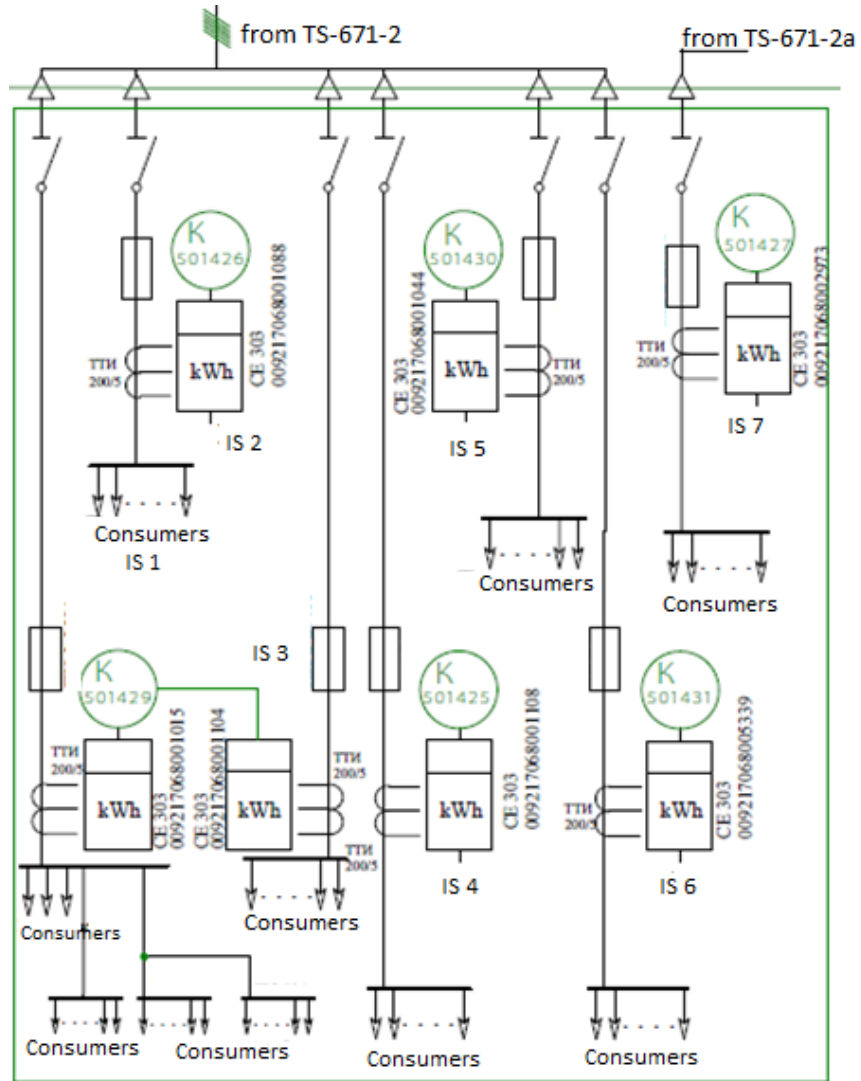 from TS-671-2
from TS-671-2a
K
501426
CE 303
009217068001088
ТТИ
200/5
kWh
IS 2
Consumers
IS 1
K
501430
CE 303
009217068001044
kWh
ТТИ
200/5
IS 5
Consumers
K
501427
CE 303
009217068002973
ТТИ
200/5
kWh
IS 7
Consumers
K
501429
ТТИ
200/5
kWh
CE 303
009217068001015
Consumers
Consumers
Consumers
IS 3
CE 303
009217068001104
kWh
ТТИ
200/5
Consumers
K
501425
ТТИ
200/5
kWh
CE 303
009217068001108
IS 4
Consumers
K
501431
ТТИ
200/5
kWh
CE 303
009217068005339
IS 6
Consumers